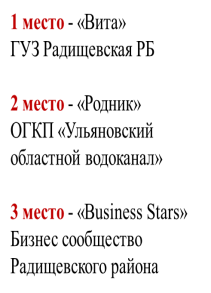 1 место - «Вита»
ГУЗ Радищевская РБ
2 место - «Родник»
ОГКП «Ульяновский
областной водоканал»
3 место - «Business Stars»
Бизнес сообщество
Радищевского района